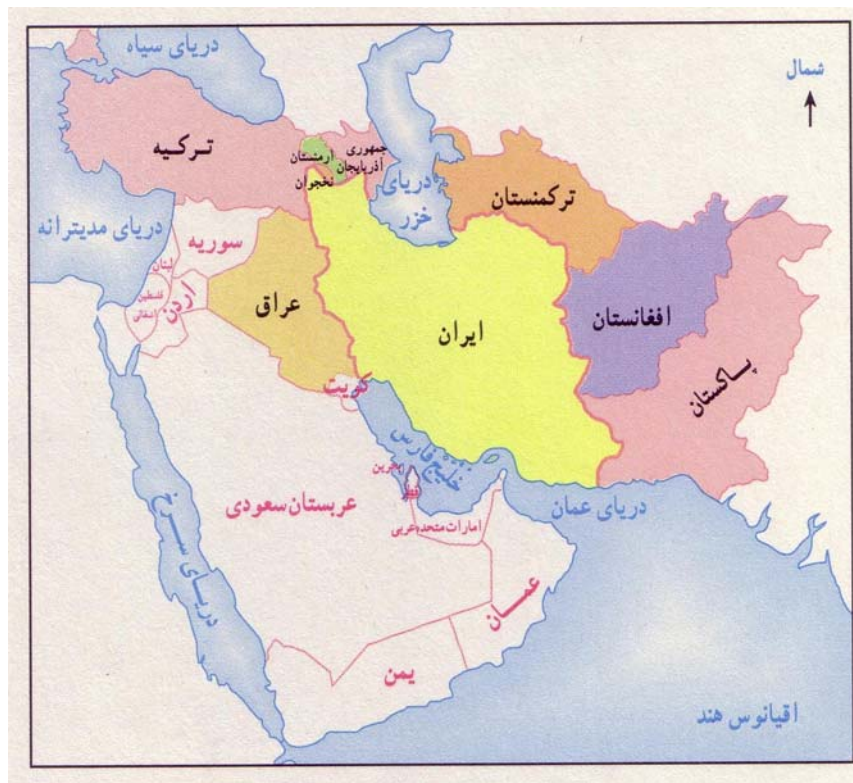 دریای سیاه
شمال
ترکیه
ارمنستان
جمهوری
آذربایجان
نخجوان
دریای
خزر
ترکمنستان
دریای مدیترانه
سوریه
لبنان
فلسطین
اشغالی
اردن
عراق
ایران
افغانستان
پاکستان
کویت
خلیج فارس
بحرین
قطر
عربستان سعودی
امارات متحده عربی
دریای عمان
دریای سرخ
عمان
یمن
اقیانوس هند